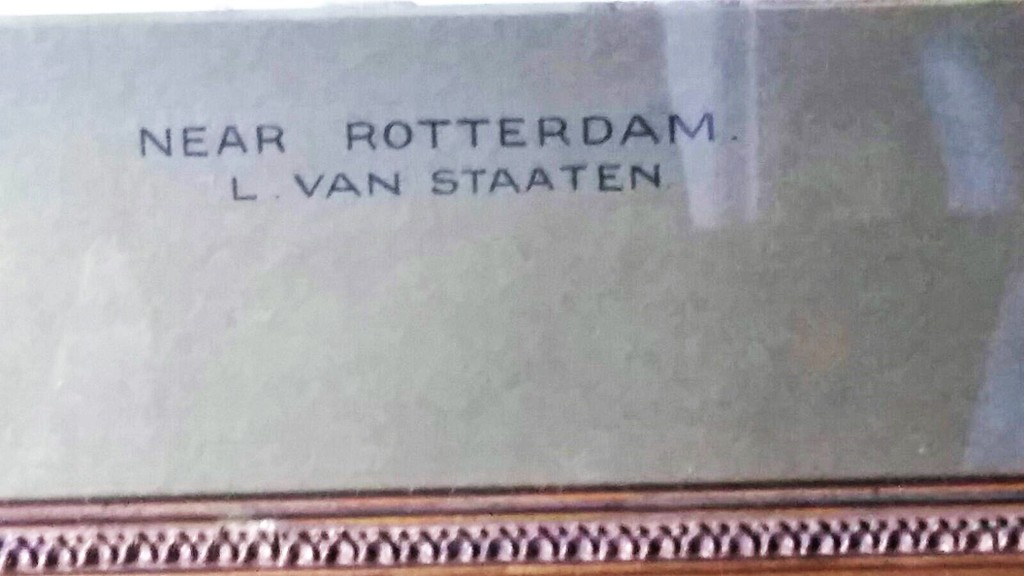 NEAR ROTTERDAM.
L. VAN STAATEN